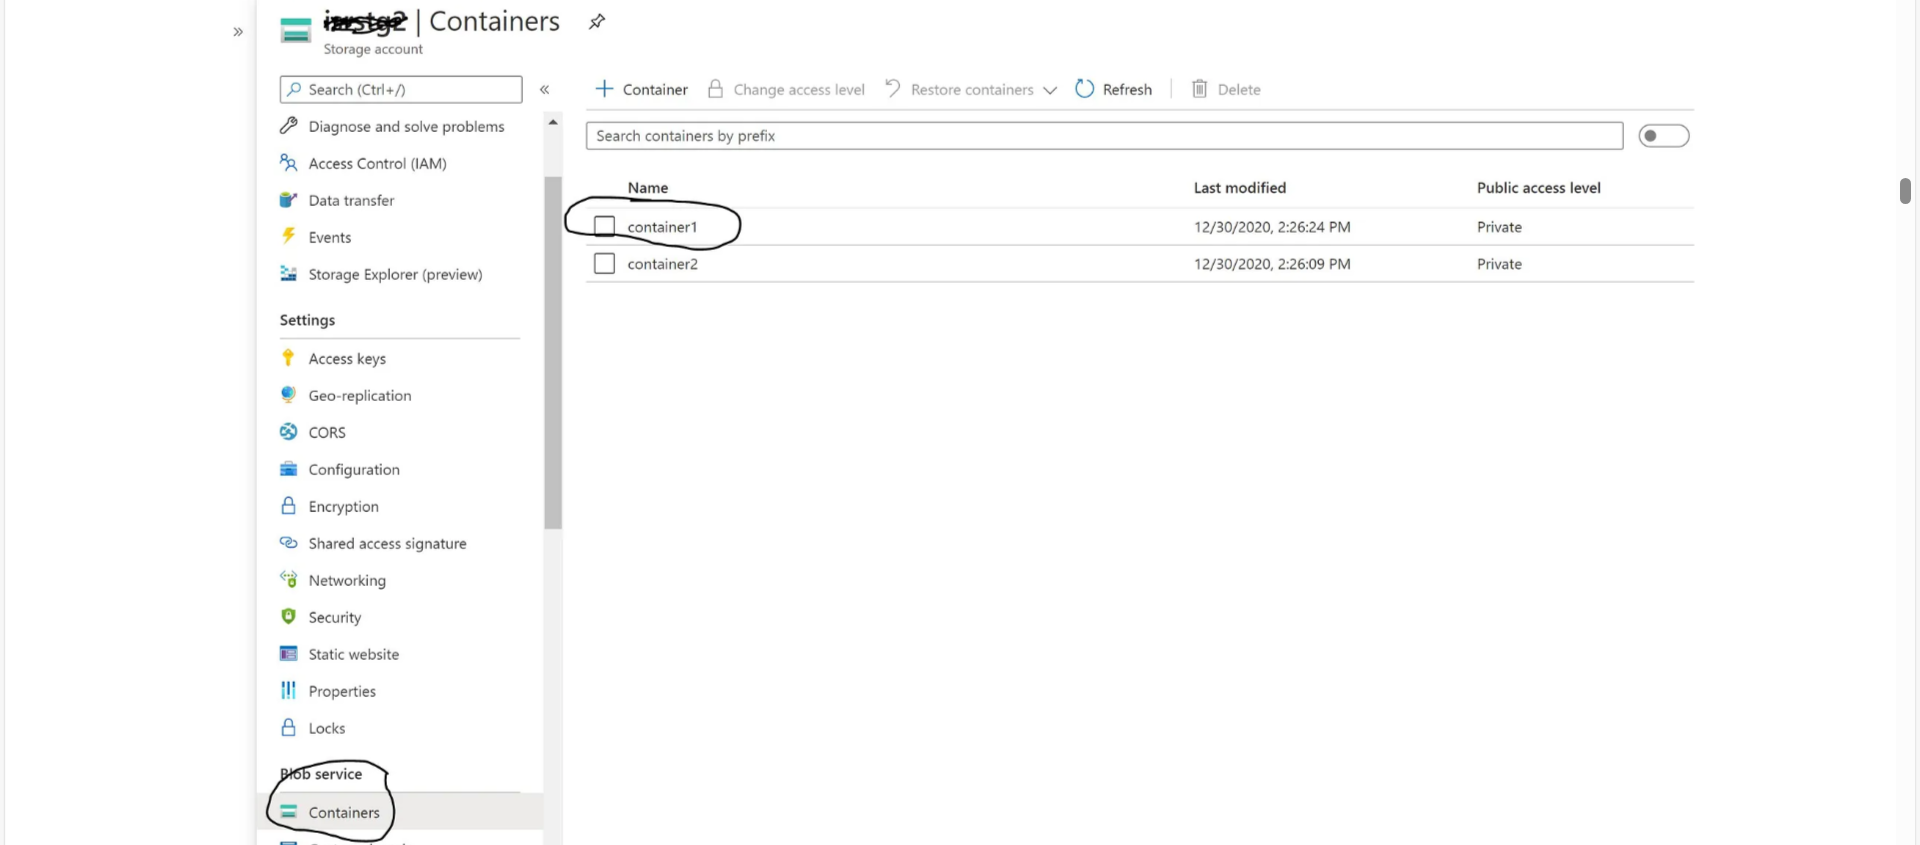 | Containers
Storage account
Search (Ctrl+/)
Container
Change access level
Restore containers
Refresh
Delete
Diagnose and solve problems
Access Control (IAM)
Data transfer
Events
Storage Explorer (preview)
Settings
Access keys
Geo-replication
CORS
Configuration
Encryption
Shared access signature
Networking
Security
Static website
Properties
Locks
Blob service
Containers
Search containers by prefix
Name Last modified Public access level
container1 12/30/2020, 2:26:24 PM Private
container2 12/30/2020, 2:26:09 PM Private